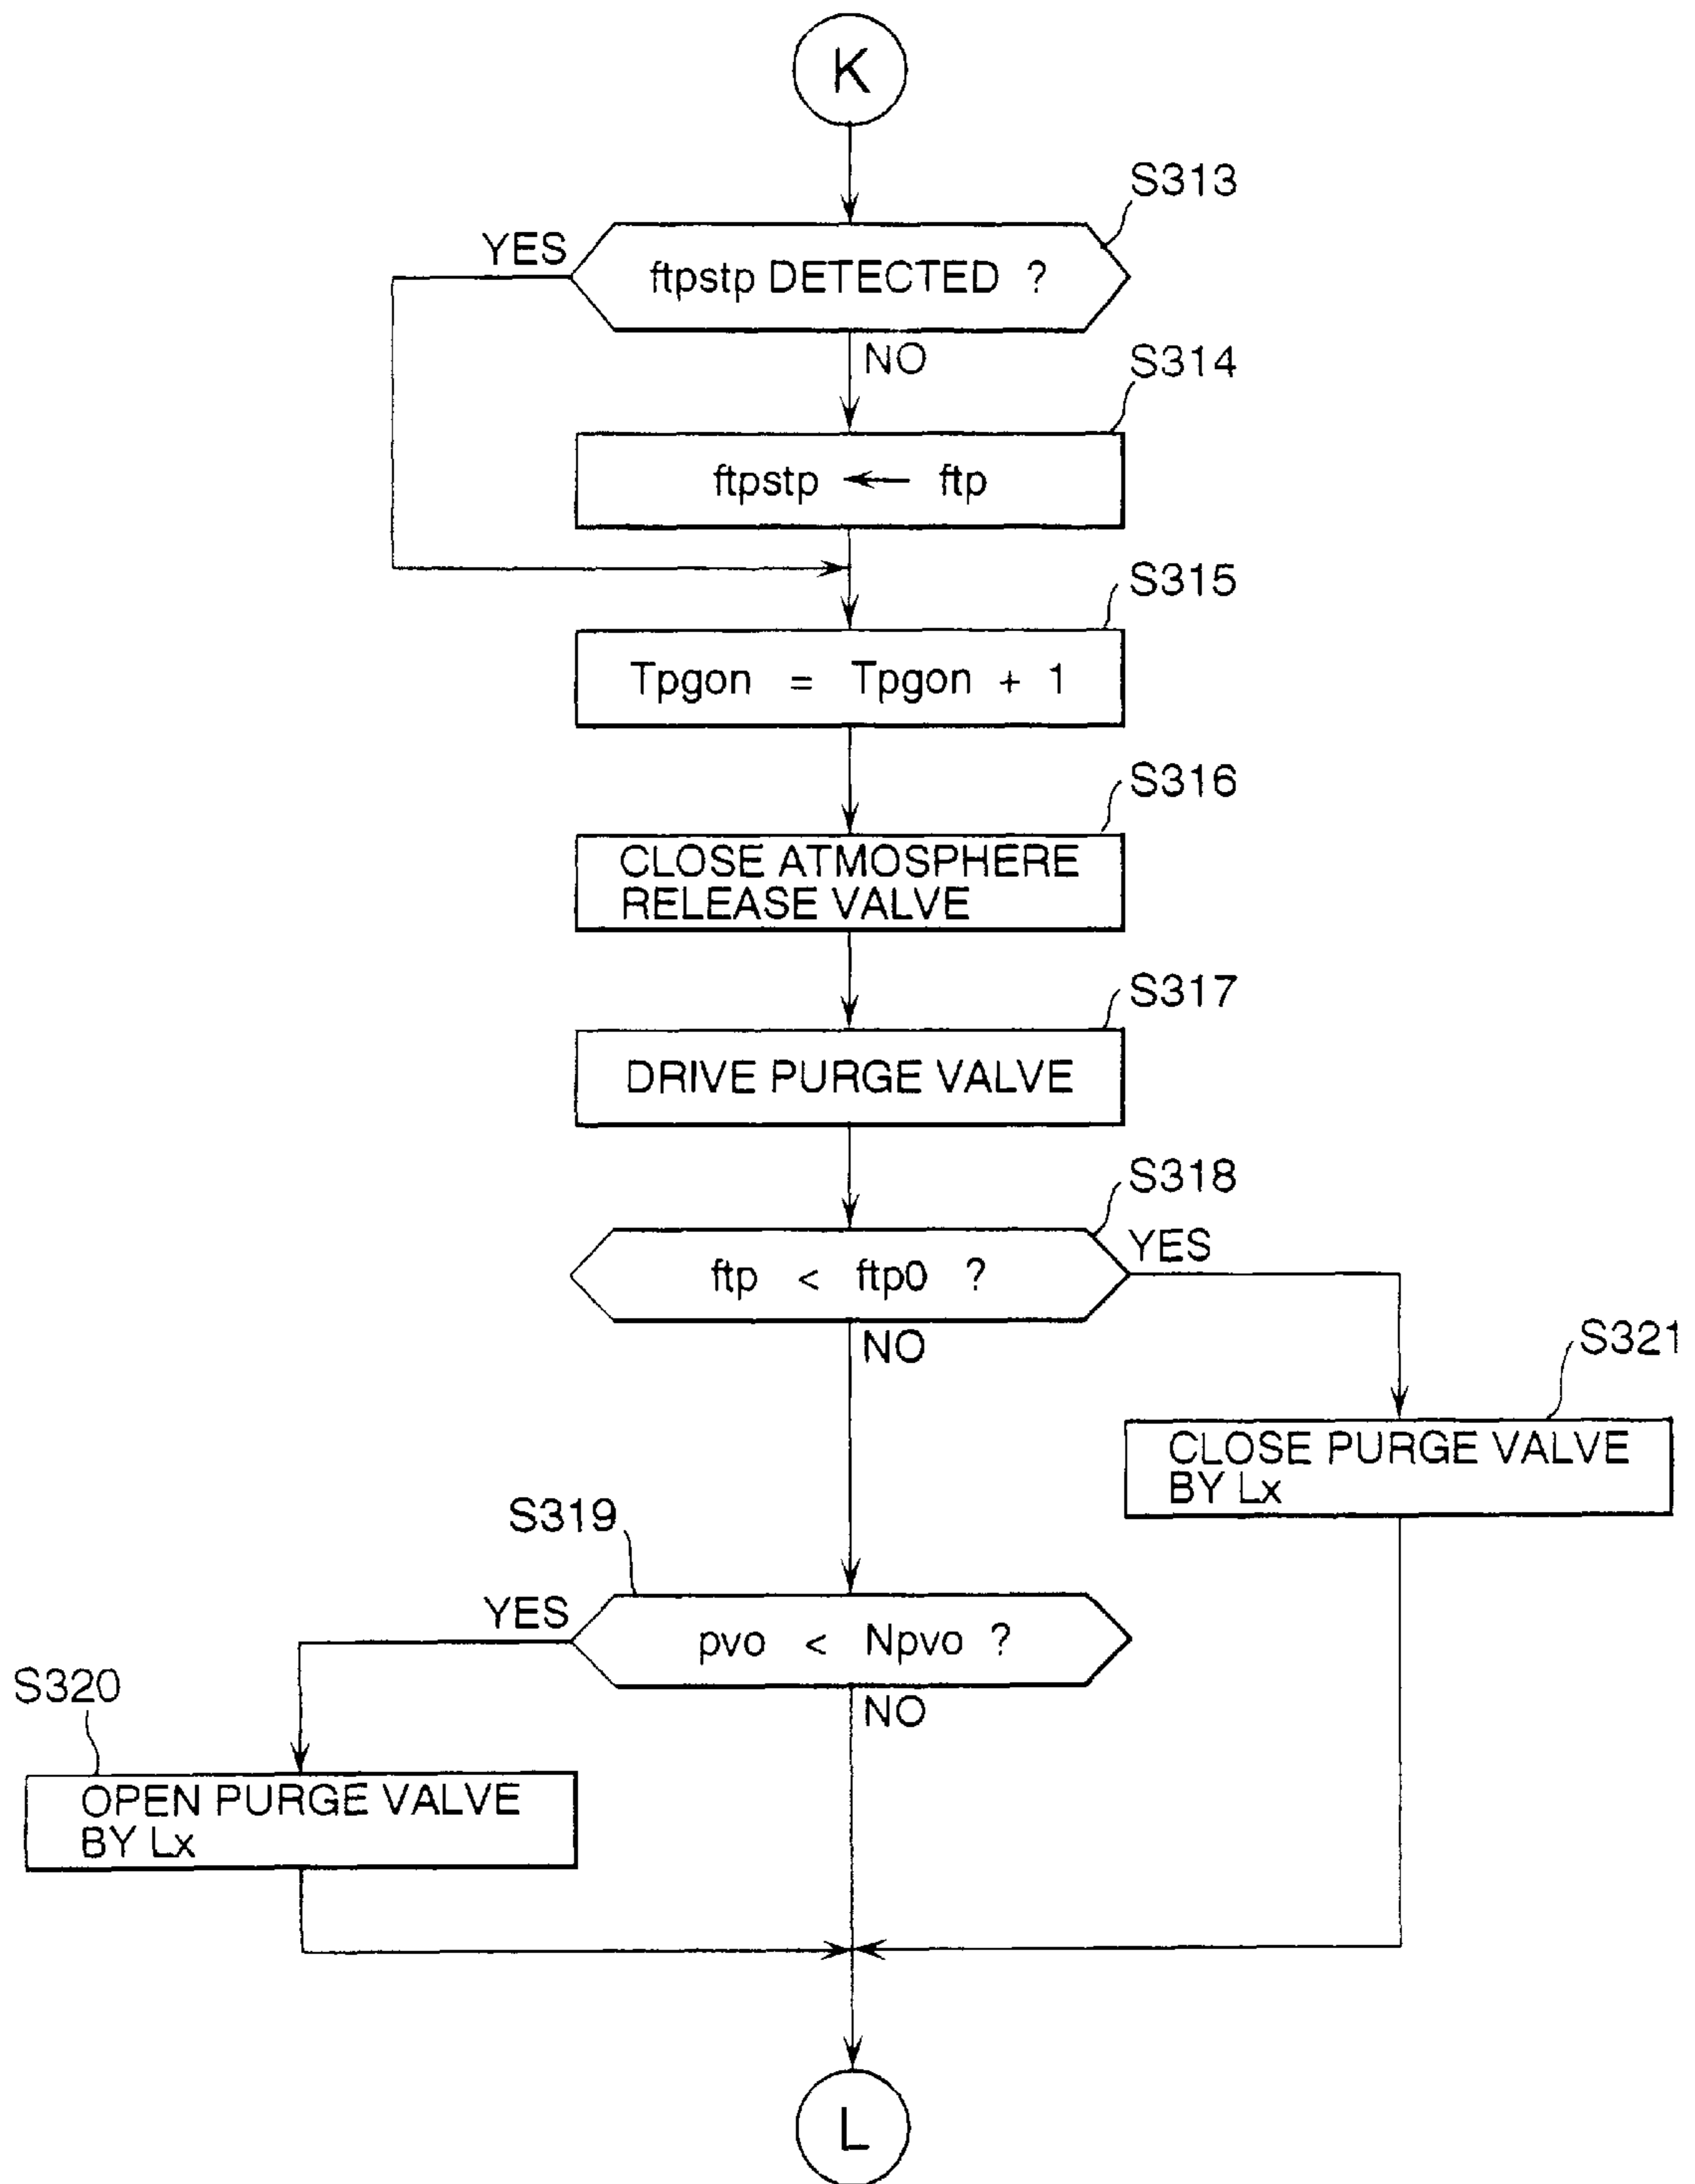 K
S313
YES
ftpstp DETECTED ?
NO
S314
ftpstp ← ftp
S315
Tpgon = Tpgon + 1
S316
CLOSE ATMOSPHERE
RELEASE VALVE
S317
DRIVE PURGE VALVE
S318
YES
ftp < ftp0 ?
NO
S321
CLOSE PURGE VALVE
BY Lx
S319
YES
pvo < Npvo ?
NO
S320
OPEN PURGE VALVE
BY Lx
L